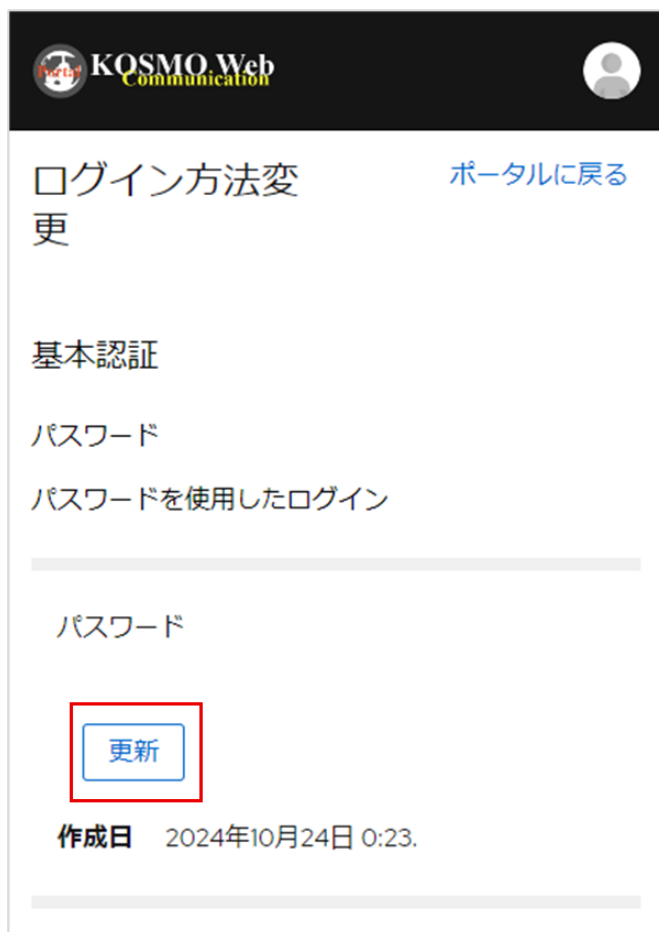 Portal KOSMO Web
Communication
ログイン方法変
更
ポータルに戻る
基本認証
パスワード
パスワードを使用したログイン
パスワード
更新
作成日 2024年10月24日 0:23.